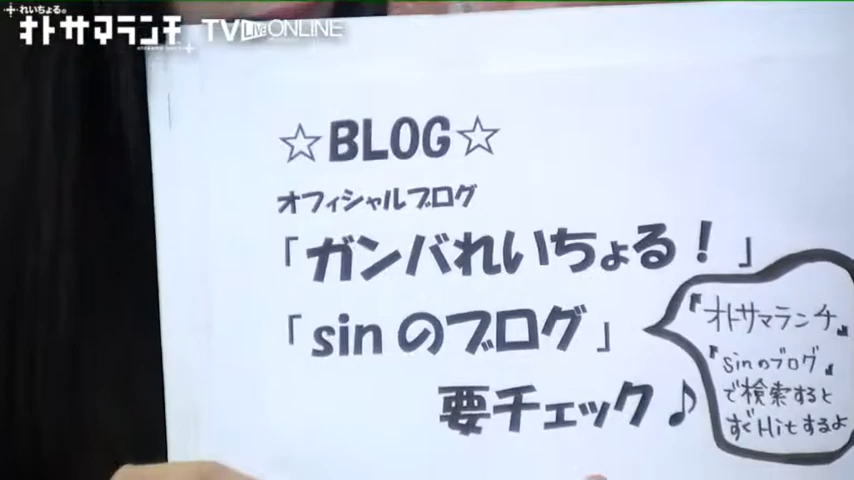 れいちょる。
オトサマランチ TV LIVE ONLINE
☆BLOG☆
オフィシャルブログ
「ガンバれいちょる！」
「sinのブログ」
要チェック♪
『オトサマランチ』
『sinのブログ』
で検索すると
すぐHitするよ